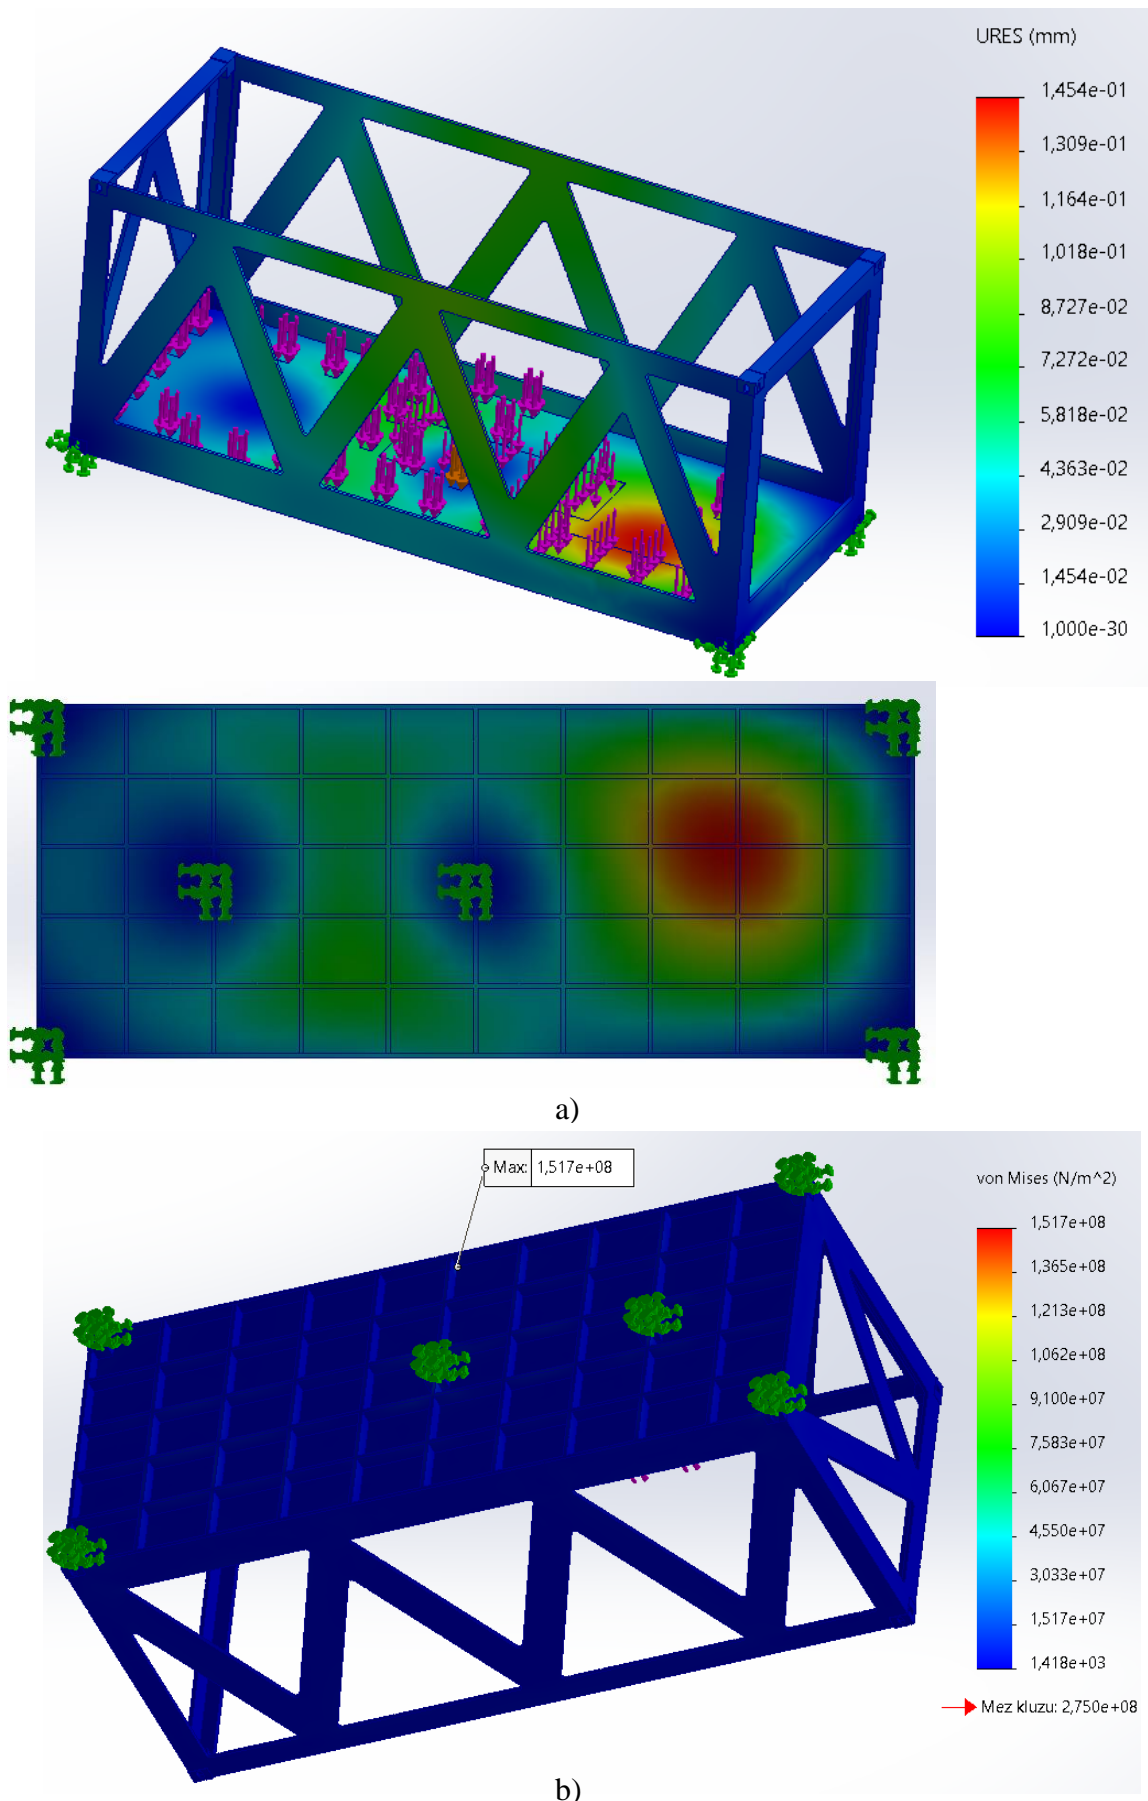 URES (mm)
1,454e-01
1,309e-01
1,164e-01
1,018e-01
8,727e-02
7,272e-02
5,818e-02
4,363e-02
2,909e-02
1,454e-02
1,000e-30
a)
Max: 1,517e+08
von Mises (N/m^2)
1,517e+08
1,365e+08
1,213e+08
1,062e+08
9,100e+07
7,583e+07
6,067e+07
4,550e+07
3,033e+07
1,517e+07
1,418e+03
Mez kluzu: 2,750e+08
b)